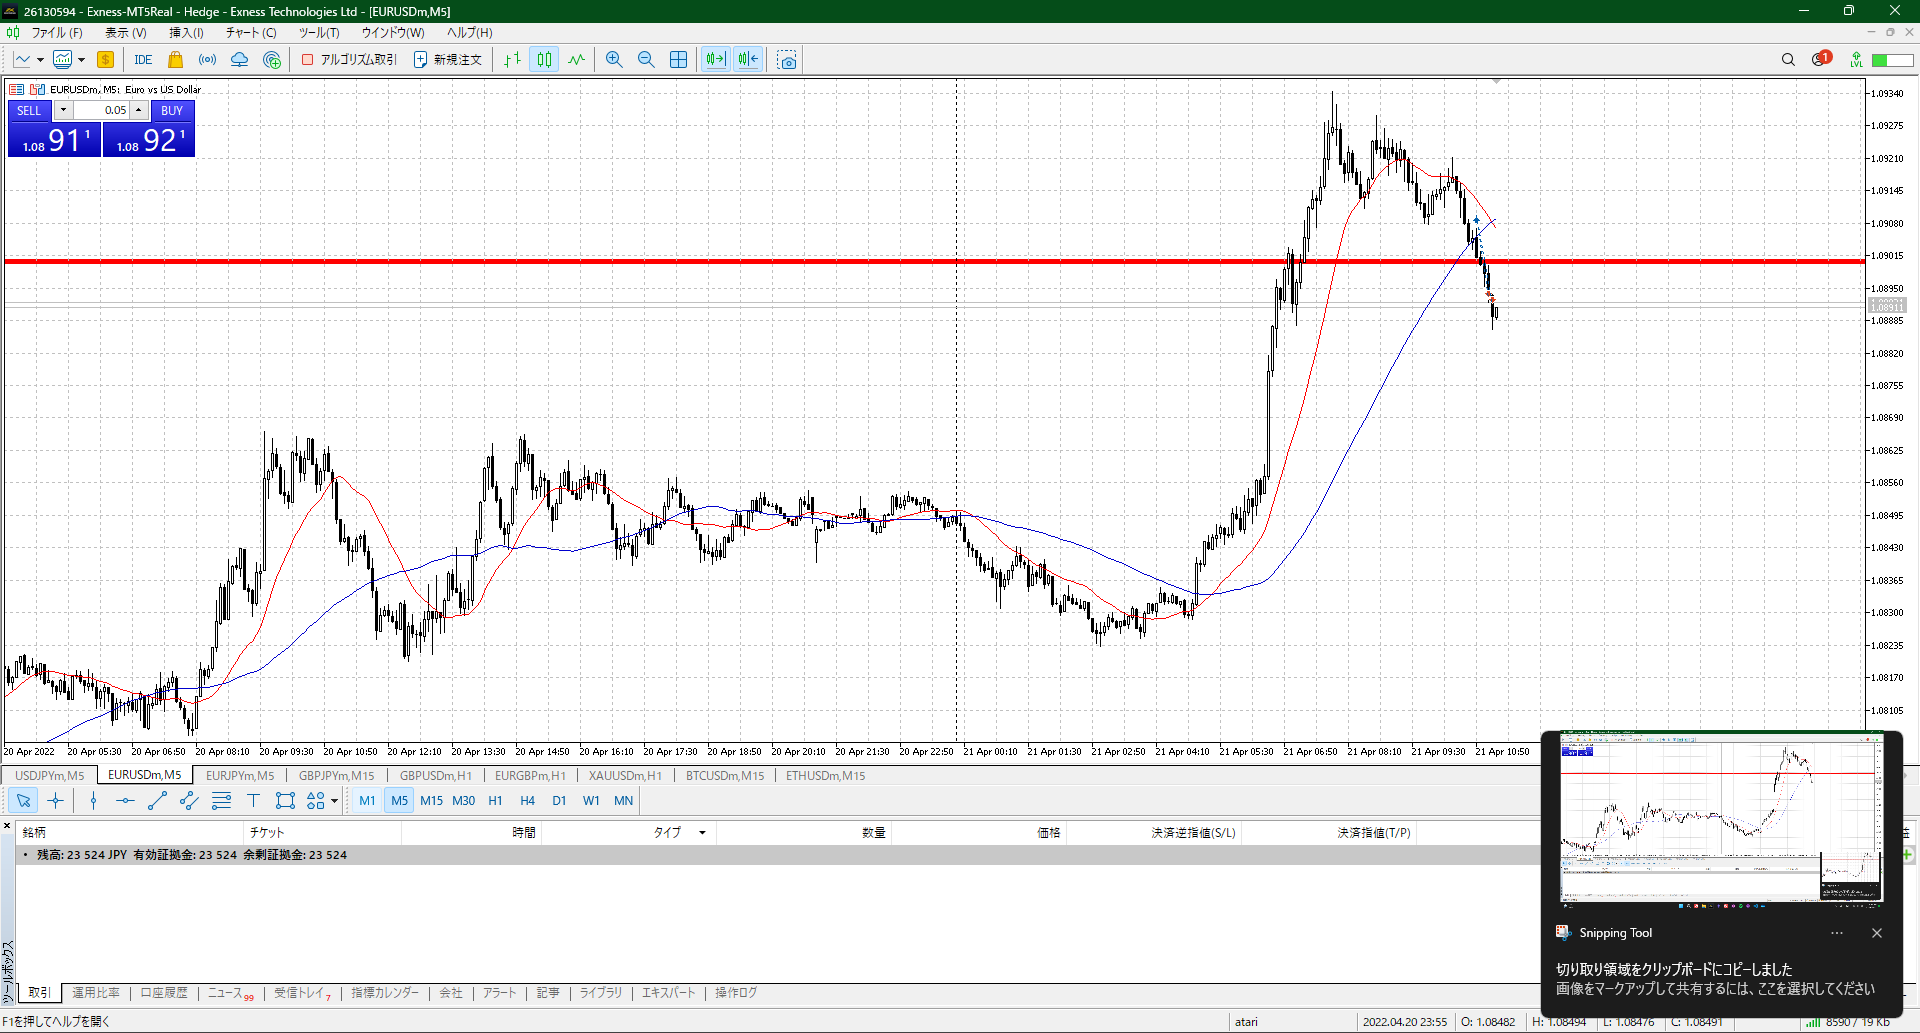 26130594 - Exness-MT5Real - Hedge - Exness Technologies Ltd - [EURUSDm,M5]
ファイル (F) 表示 (V) 挿入(I) チャート (C) ツール(T) ウインドウ(W) ヘルプ(H)
IDE アルゴリズム取引 新規注文 1 LVL
EURUSDm, M5: Euro vs US Dollar
SELL 0.05 BUY
1.08 91 1 1.08 92 1
1.09340
1.09275
1.09210
1.09145
1.09080
1.09015
1.08950
1.08911
1.08885
1.08820
1.08755
1.08690
1.08625
1.08560
1.08495
1.08430
1.08365
1.08300
1.08235
1.08170
1.08105
20 Apr 2022 20 Apr 05:30 20 Apr 06:50 20 Apr 08:10 20 Apr 09:30 20 Apr 10:50 20 Apr 12:10 20 Apr 13:30 20 Apr 14:50 20 Apr 16:10 20 Apr 17:30 20 Apr 18:50 20 Apr 20:10 20 Apr 21:30 20 Apr 22:50 21 Apr 00:10 21 Apr 01:30 21 Apr 02:50 21 Apr 04:10 21 Apr 05:30 21 Apr 06:50 21 Apr 08:10 21 Apr 09:30 21 Apr 10:50
USDJPYm,M5 EURUSDm,M5 EURJPYm,M5 GBPJPYm,M15 GBPUSDm,H1 EURGBPm,H1 XAUUSDm,H1 BTCUSDm,M15 ETHUSDm,M15
T M1 M5 M15 M30 H1 H4 D1 W1 MN
銘柄 チケット 時間 タイプ 数量 価格 決済逆指値(S/L) 決済指値(T/P) 益
残高: 23 524 JPY 有効証拠金: 23 524 余剰証拠金: 23 524
ツールボックス
Snipping Tool
切り取り領域をクリップボードにコピーしました
画像をマークアップして共有するには、ここを選択してください
取引 運用比率 口座履歴 ニュース 99 受信トレイ 7 指標カレンダー 会社 アラート 記事 ライブラリ エキスパート 操作ログ
F1を押してヘルプを開く atari 2022.04.20 23:55 O: 1.08482 H: 1.08494 L: 1.08476 C: 1.08491 8590 / 19 Kb